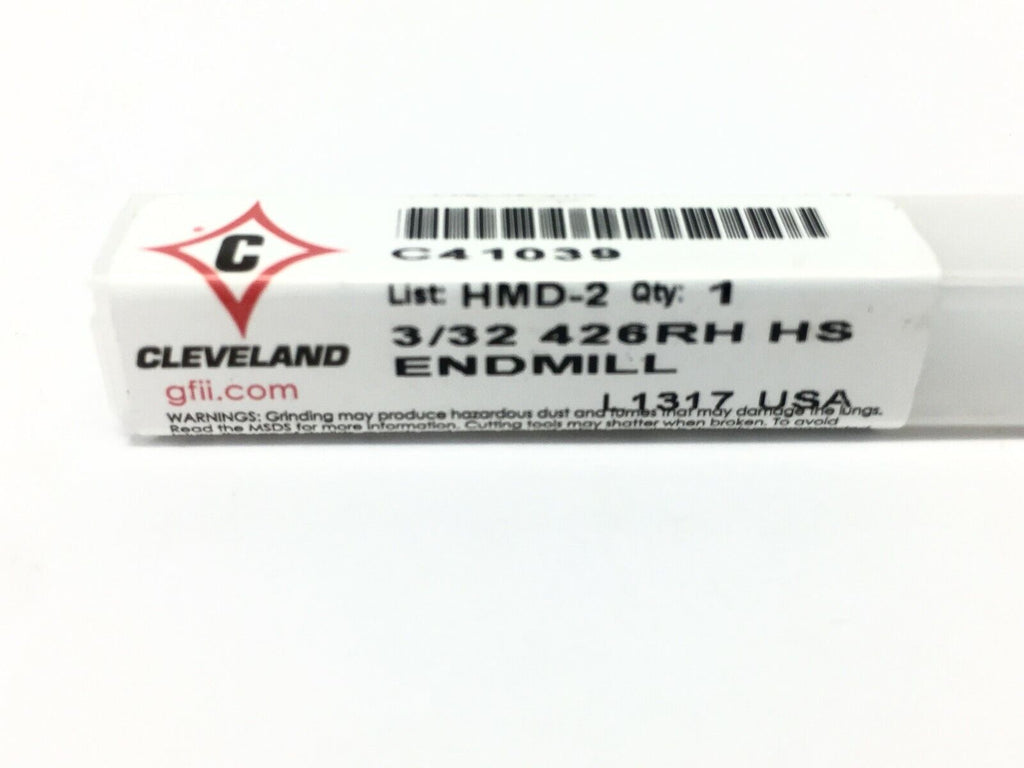 C
CLEVELAND
gfii.com
C41039
List: HMD-2 Qty: 1
3/32 426RH HS
ENDMILL
L1317 USA
WARNINGS: Grinding may produce hazardous dust and fumes that may damage the lungs.
Read the MSDS for more information. Cutting tools may shatter when broken. To avoid